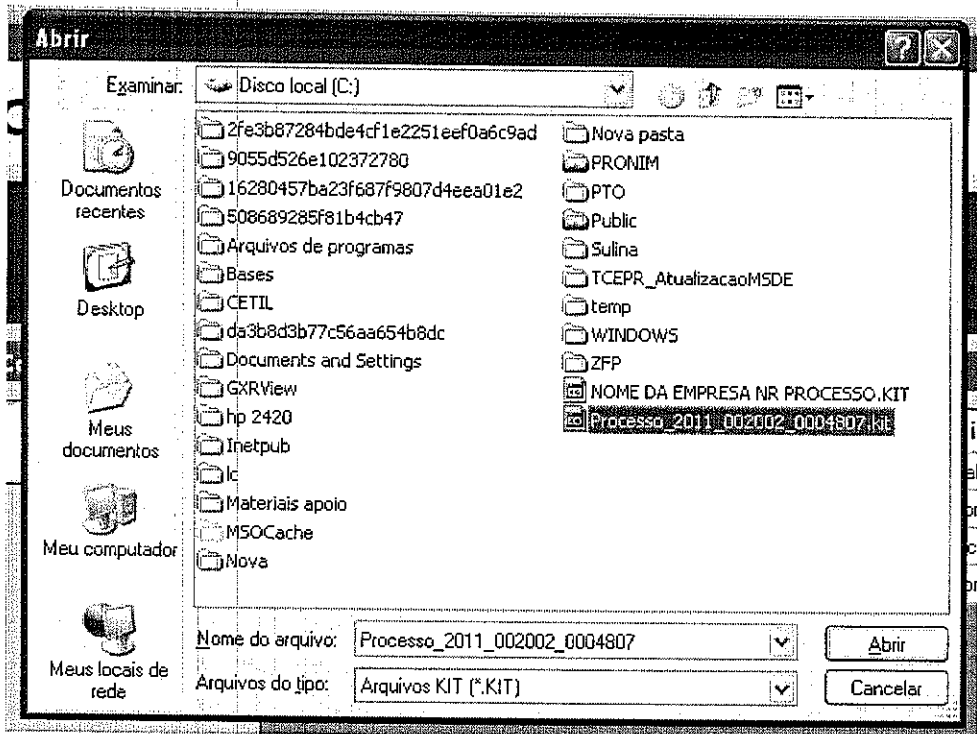 Abrir
Examinar:
Disco local (C:)
Documentos recentes
Desktop
Meus documentos
Meu computador
Meus locais de rede
2fe3b87284bde4cf1e2251eef0a6c9ad
9055d526e102372780
16280457ba23f687f9807d4eea01e2
508689285f81b4cb47
Arquivos de programas
Bases
CETIL
da3b8d3b77c56aa654b8dc
Documents and Settings
GXRView
hp 2420
Inetpub
lc
Materiais apoio
MSOCache
Nova
Nova pasta
PRONIM
PTO
Public
Sulina
TCEPR_AtualizacaoMSDE
temp
WINDOWS
ZFP
NOME DA EMPRESA NR PROCESSO.KIT
Processo_2011_002002_0004807.kit
Nome do arquivo:
Processo_2011_002002_0004807
Abrir
Arquivos do tipo:
Arquivos KIT (*.KIT)
Cancelar